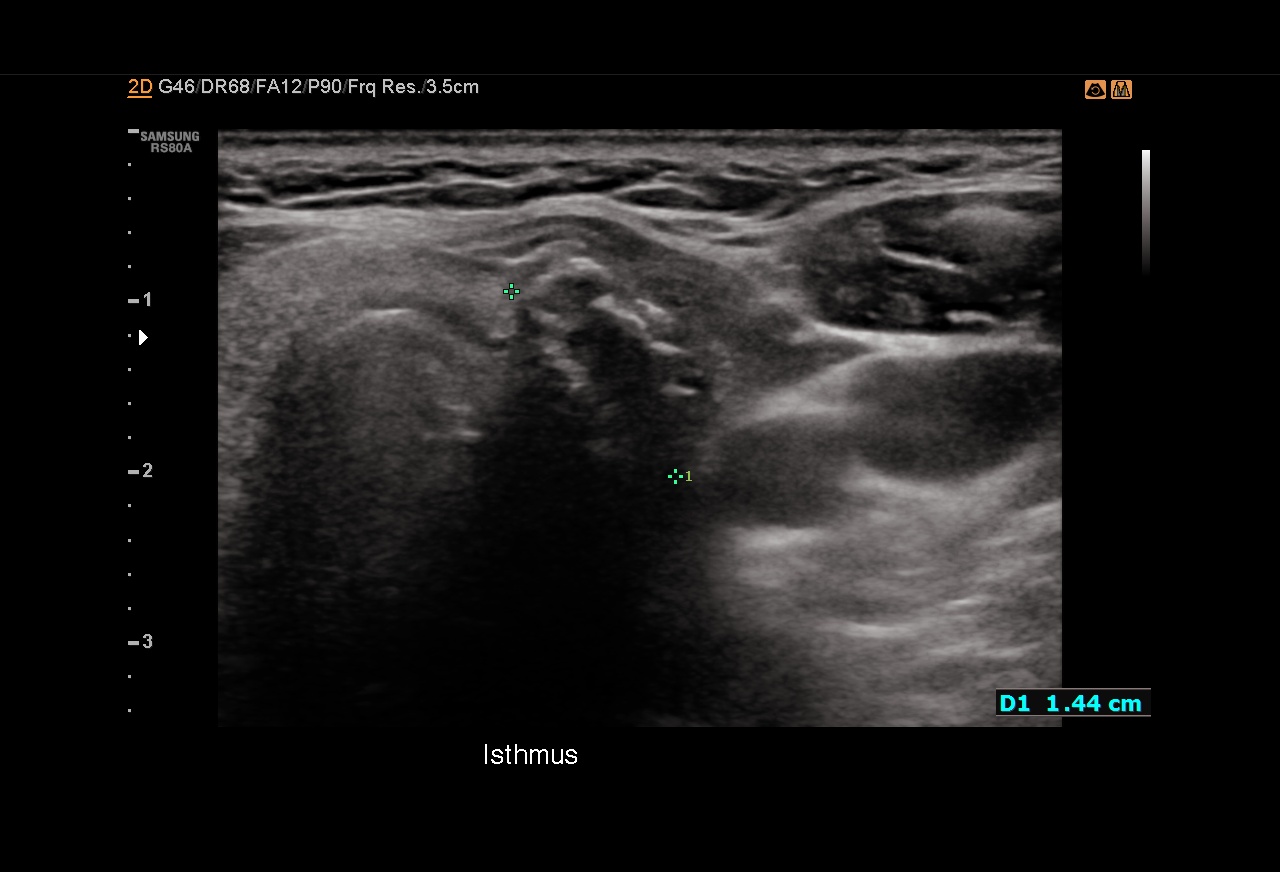 2D G46/DR68/FA12/P90/Frq Res./3.5cm
SAMSUNG
RS80A
1
2
1
3
D1 1.44 cm
Isthmus